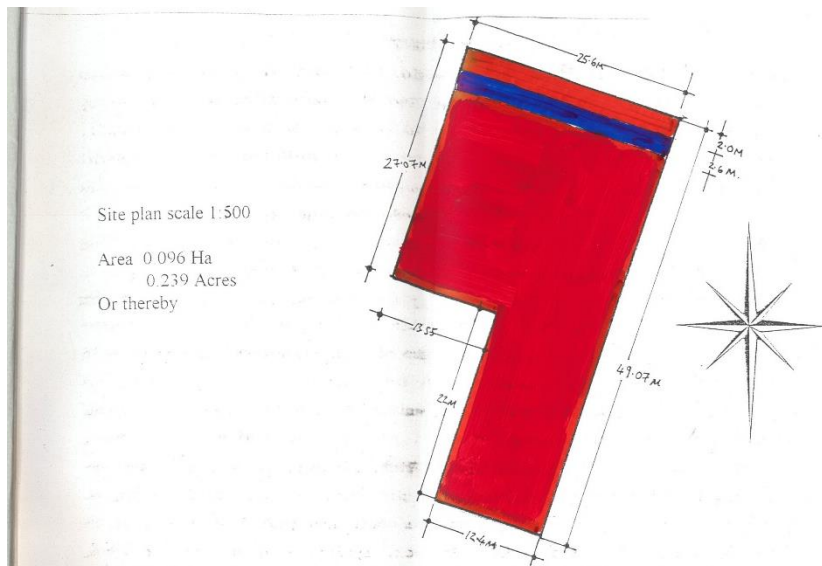 25.6M
27.07M
2.0M
2.6M.
Site plan scale 1:500
Area 0 096 Ha
0.239 Acres
Or thereby
13.55
22M
49.07M
12.4M